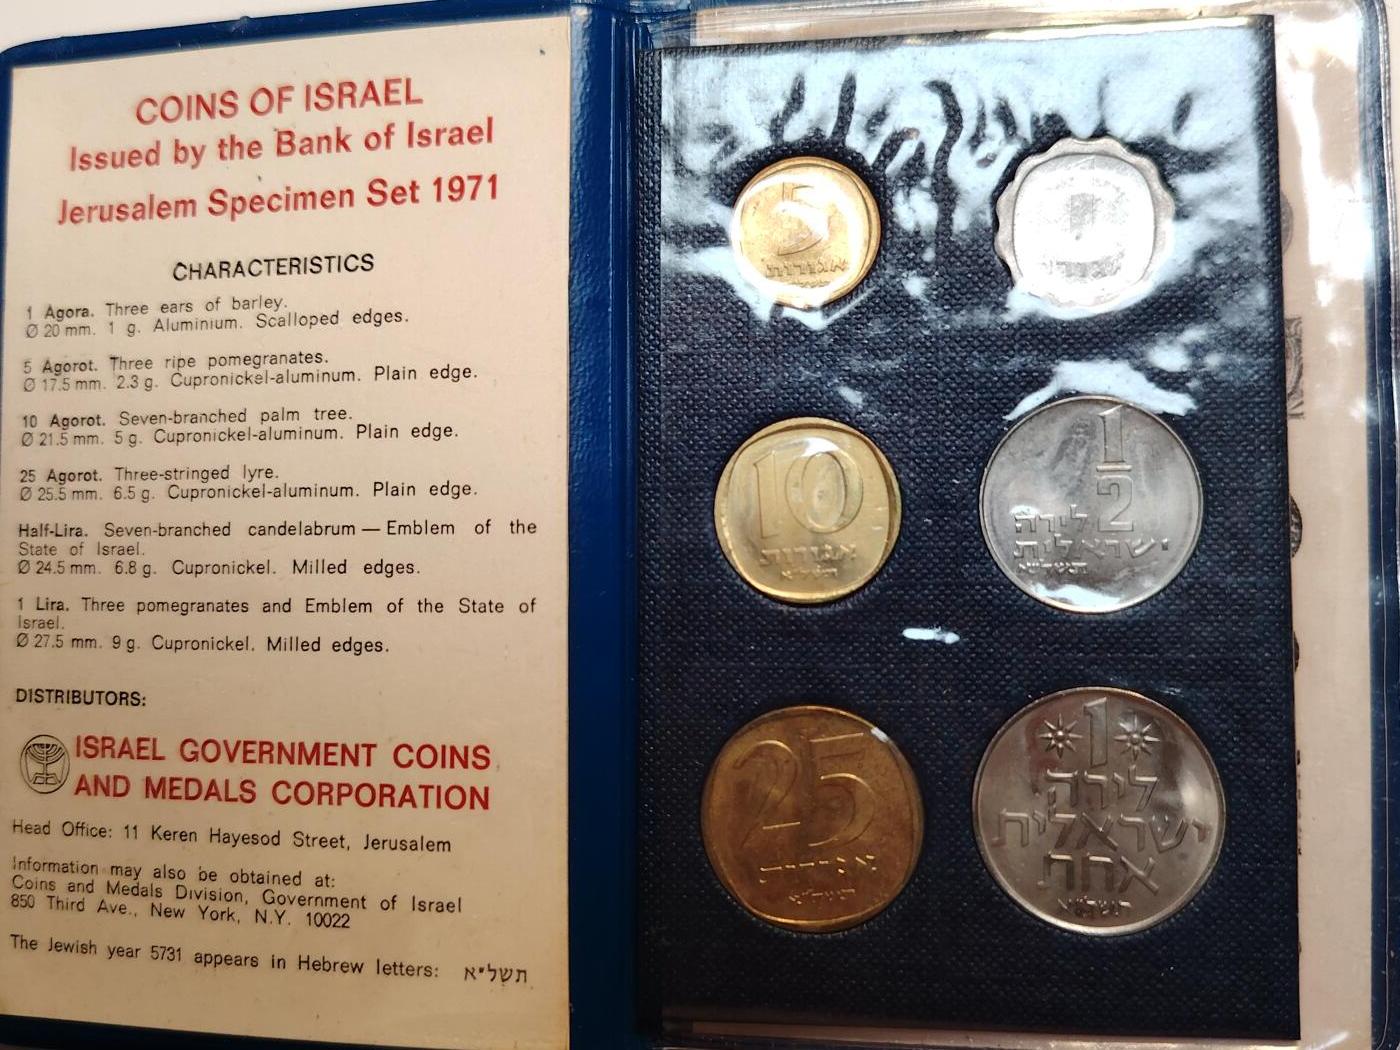 COINS OF ISRAEL
Issued by the Bank of Israel
Jerusalem Specimen Set 1971
CHARACTERISTICS
1 Agora. Three ears of barley.
Ø 20 mm. 1 g. Aluminium. Scalloped edges.
5 Agorot. Three ripe pomegranates.
Ø 17.5 mm. 2.3 g. Cupronickel-aluminum. Plain edge.
10 Agorot. Seven-branched palm tree.
Ø 21.5 mm. 5 g. Cupronickel-aluminum. Plain edge.
25 Agorot. Three-stringed lyre.
Ø 25.5 mm. 6.5 g. Cupronickel-aluminum. Plain edge.
Half-Lira. Seven-branched candelabrum — Emblem of the
State of Israel.
Ø 24.5 mm. 6.8 g. Cupronickel. Milled edges.
1 Lira. Three pomegranates and Emblem of the State of
Israel.
Ø 27.5 mm. 9 g. Cupronickel. Milled edges.
DISTRIBUTORS:
ISRAEL GOVERNMENT COINS
AND MEDALS CORPORATION
Head Office: 11 Keren Hayesod Street, Jerusalem
Information may also be obtained at:
Coins and Medals Division, Government of Israel
850 Third Ave., New York, N.Y. 10022
The Jewish year 5731 appears in Hebrew letters: תשל"א
5
אגורות
10
אגורות
התשל"א
1/2
לירה
ישראלית
התשל"א
25
אגורות
התשל"א
1
לירה
ישראלית
אחת
התשל"א